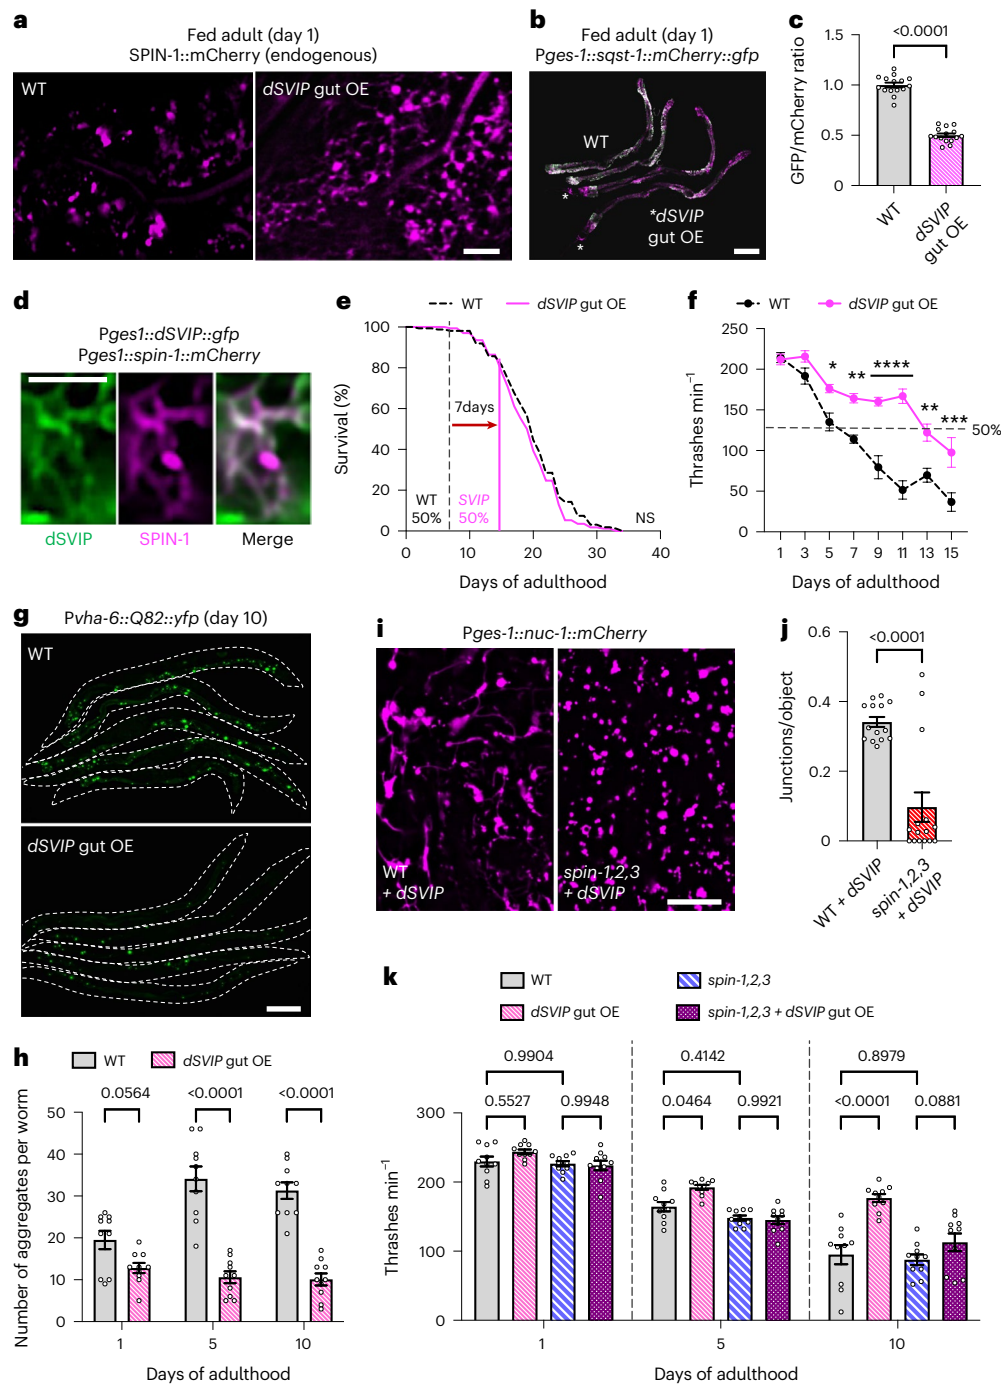 a
Fed adult (day 1)
SPIN-1::mCherry (endogenous)
WT
dSVIP gut OE
b
Fed adult (day 1)
Pges-1::sqst-1::mCherry::gfp
WT
*
*dSVIP
gut OE
*
c
<0.0001
GFP/mCherry ratio
1.5
1.0
0.5
0
WT
dSVIP
gut OE
d
Pges1::dSVIP::gfp
Pges1::spin-1::mCherry
dSVIP
SPIN-1
Merge
e
WT
dSVIP gut OE
Survival (%)
100
80
60
40
20
0
7days
WT
50%
SVIP
50%
NS
0
10
20
30
40
Days of adulthood
f
WT
dSVIP gut OE
Thrashes min⁻¹
250
200
150
100
50
0
*
**
****
**
***
50%
1
3
5
7
9
11
13
15
Days of adulthood
g
Pvha-6::Q82::yfp (day 10)
WT
dSVIP gut OE
h
WT
dSVIP gut OE
Number of aggregates per worm
50
40
30
20
10
0
0.0564
<0.0001
<0.0001
1
5
10
Days of adulthood
i
Pges-1::nuc-1::mCherry
WT
+ dSVIP
spin-1,2,3
+ dSVIP
j
<0.0001
Junctions/object
0.6
0.4
0.2
0
WT + dSVIP
spin-1,2,3
+ dSVIP
k
WT
spin-1,2,3
dSVIP gut OE
spin-1,2,3 + dSVIP gut OE
Thrashes min⁻¹
300
200
100
0
0.9904
0.5527
0.9948
0.4142
0.0464
0.9921
0.8979
<0.0001
0.0881
1
5
10
Days of adulthood